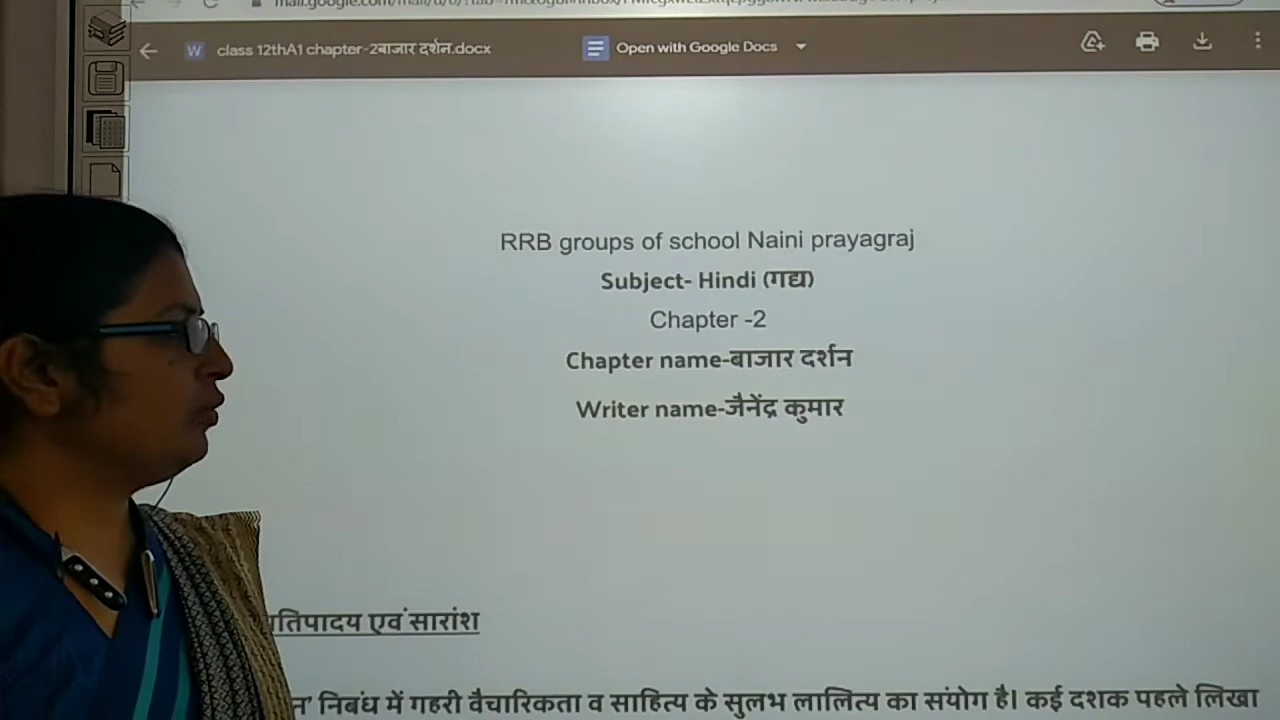 class 12thA1 chapter-2बाजार दर्शन.docx
Open with Google Docs
RRB groups of school Naini prayagraj
Subject- Hindi (गद्य)
Chapter -2
Chapter name-बाजार दर्शन
Writer name-जैनेंद्र कुमार
एवं सारांश
निबंध में गहरी वैचारिकता व साहित्य के सुलभ लालित्य का संयोग है। कई दशक पहले लिखा